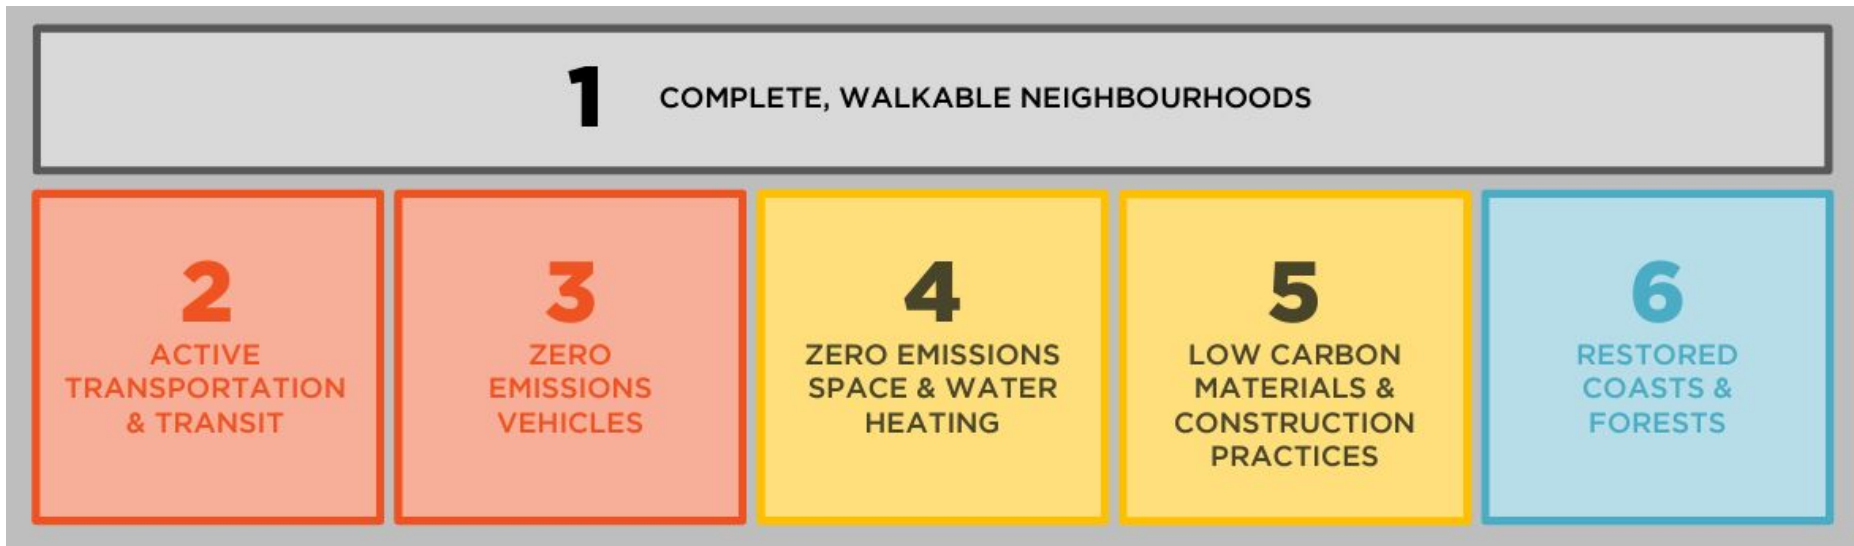 1 COMPLETE, WALKABLE NEIGHBOURHOODS
2
ACTIVE
TRANSPORTATION
& TRANSIT
3
ZERO
EMISSIONS
VEHICLES
4
ZERO EMISSIONS
SPACE & WATER
HEATING
5
LOW CARBON
MATERIALS &
CONSTRUCTION
PRACTICES
6
RESTORED
COASTS &
FORESTS